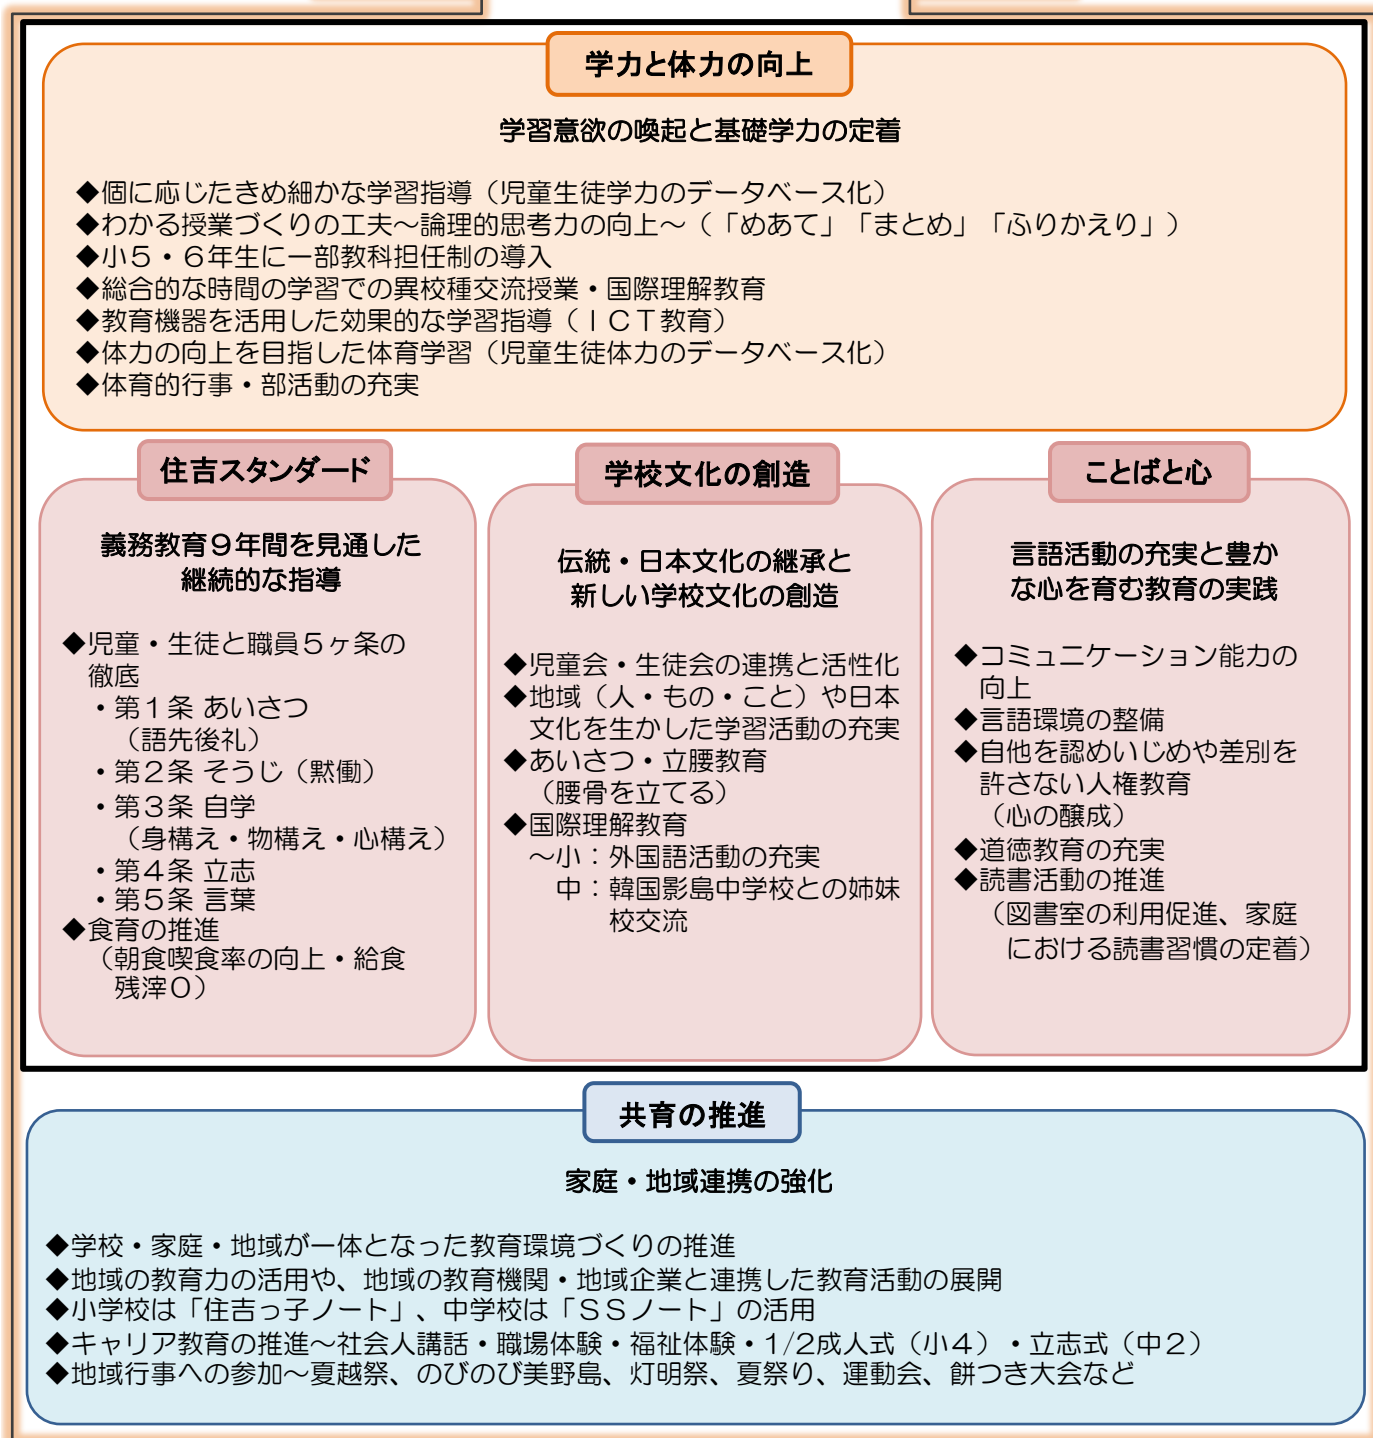 学力と体力の向上
学習意欲の喚起と基礎学力の定着
◆個に応じたきめ細かな学習指導（児童生徒学力のデータベース化）
◆わかる授業づくりの工夫～論理的思考力の向上～（「めあて」「まとめ」「ふりかえり」）
◆小５・６年生に一部教科担任制の導入
◆総合的な時間の学習での異校種交流授業・国際理解教育
◆教育機器を活用した効果的な学習指導（ＩＣＴ教育）
◆体力の向上を目指した体育学習（児童生徒体力のデータベース化）
◆体育的行事・部活動の充実
住吉スタンダード
義務教育９年間を見通した
継続的な指導
◆児童・生徒と職員５ヶ条の
徹底
・第１条 あいさつ
（語先後礼）
・第２条 そうじ（黙働）
・第３条 自学
（身構え・物構え・心構え）
・第４条 立志
・第５条 言葉
◆食育の推進
（朝食喫食率の向上・給食
残滓０）
学校文化の創造
伝統・日本文化の継承と
新しい学校文化の創造
◆児童会・生徒会の連携と活性化
◆地域（人・もの・こと）や日本
文化を生かした学習活動の充実
◆あいさつ・立腰教育
（腰骨を立てる）
◆国際理解教育
～小：外国語活動の充実
中：韓国影島中学校との姉妹
校交流
ことばと心
言語活動の充実と豊か
な心を育む教育の実践
◆コミュニケーション能力の
向上
◆言語環境の整備
◆自他を認めいじめや差別を
許さない人権教育
（心の醸成）
◆道徳教育の充実
◆読書活動の推進
（図書室の利用促進、家庭
における読書習慣の定着）
共育の推進
家庭・地域連携の強化
◆学校・家庭・地域が一体となった教育環境づくりの推進
◆地域の教育力の活用や、地域の教育機関・地域企業と連携した教育活動の展開
◆小学校は「住吉っ子ノート」、中学校は「ＳＳノート」の活用
◆キャリア教育の推進～社会人講話・職場体験・福祉体験・1/2成人式（小４）・立志式（中２）
◆地域行事への参加～夏越祭、のびのび美野島、灯明祭、夏祭り、運動会、餅つき大会など